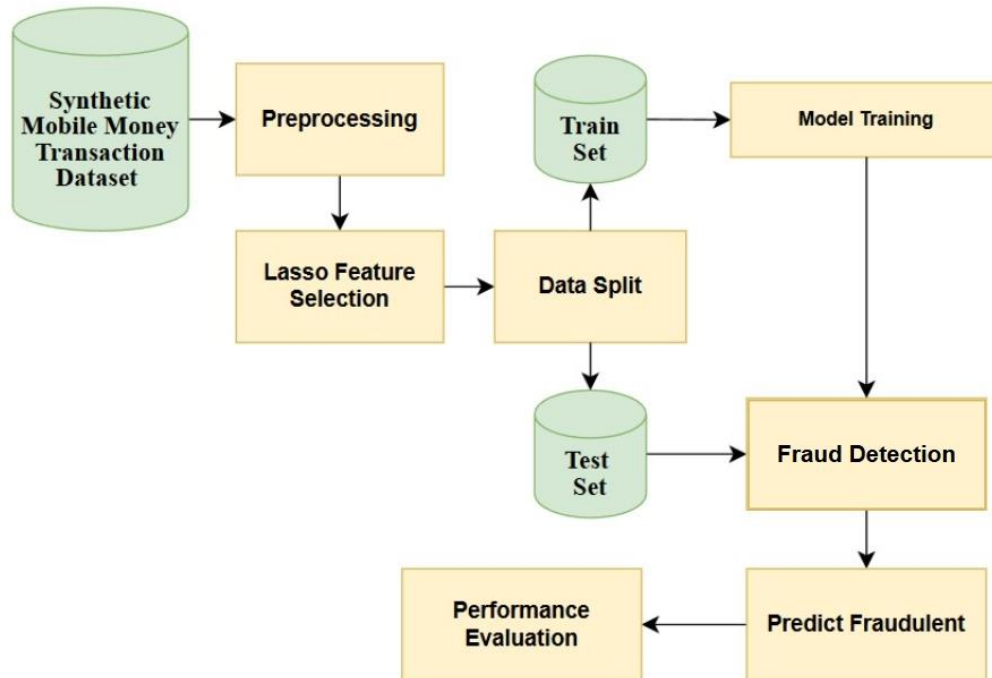 Synthetic
Mobile Money
Transaction
Dataset
Preprocessing
Train
Set
Model Training
Lasso Feature
Selection
Data Split
Test
Set
Fraud Detection
Performance
Evaluation
Predict Fraudulent